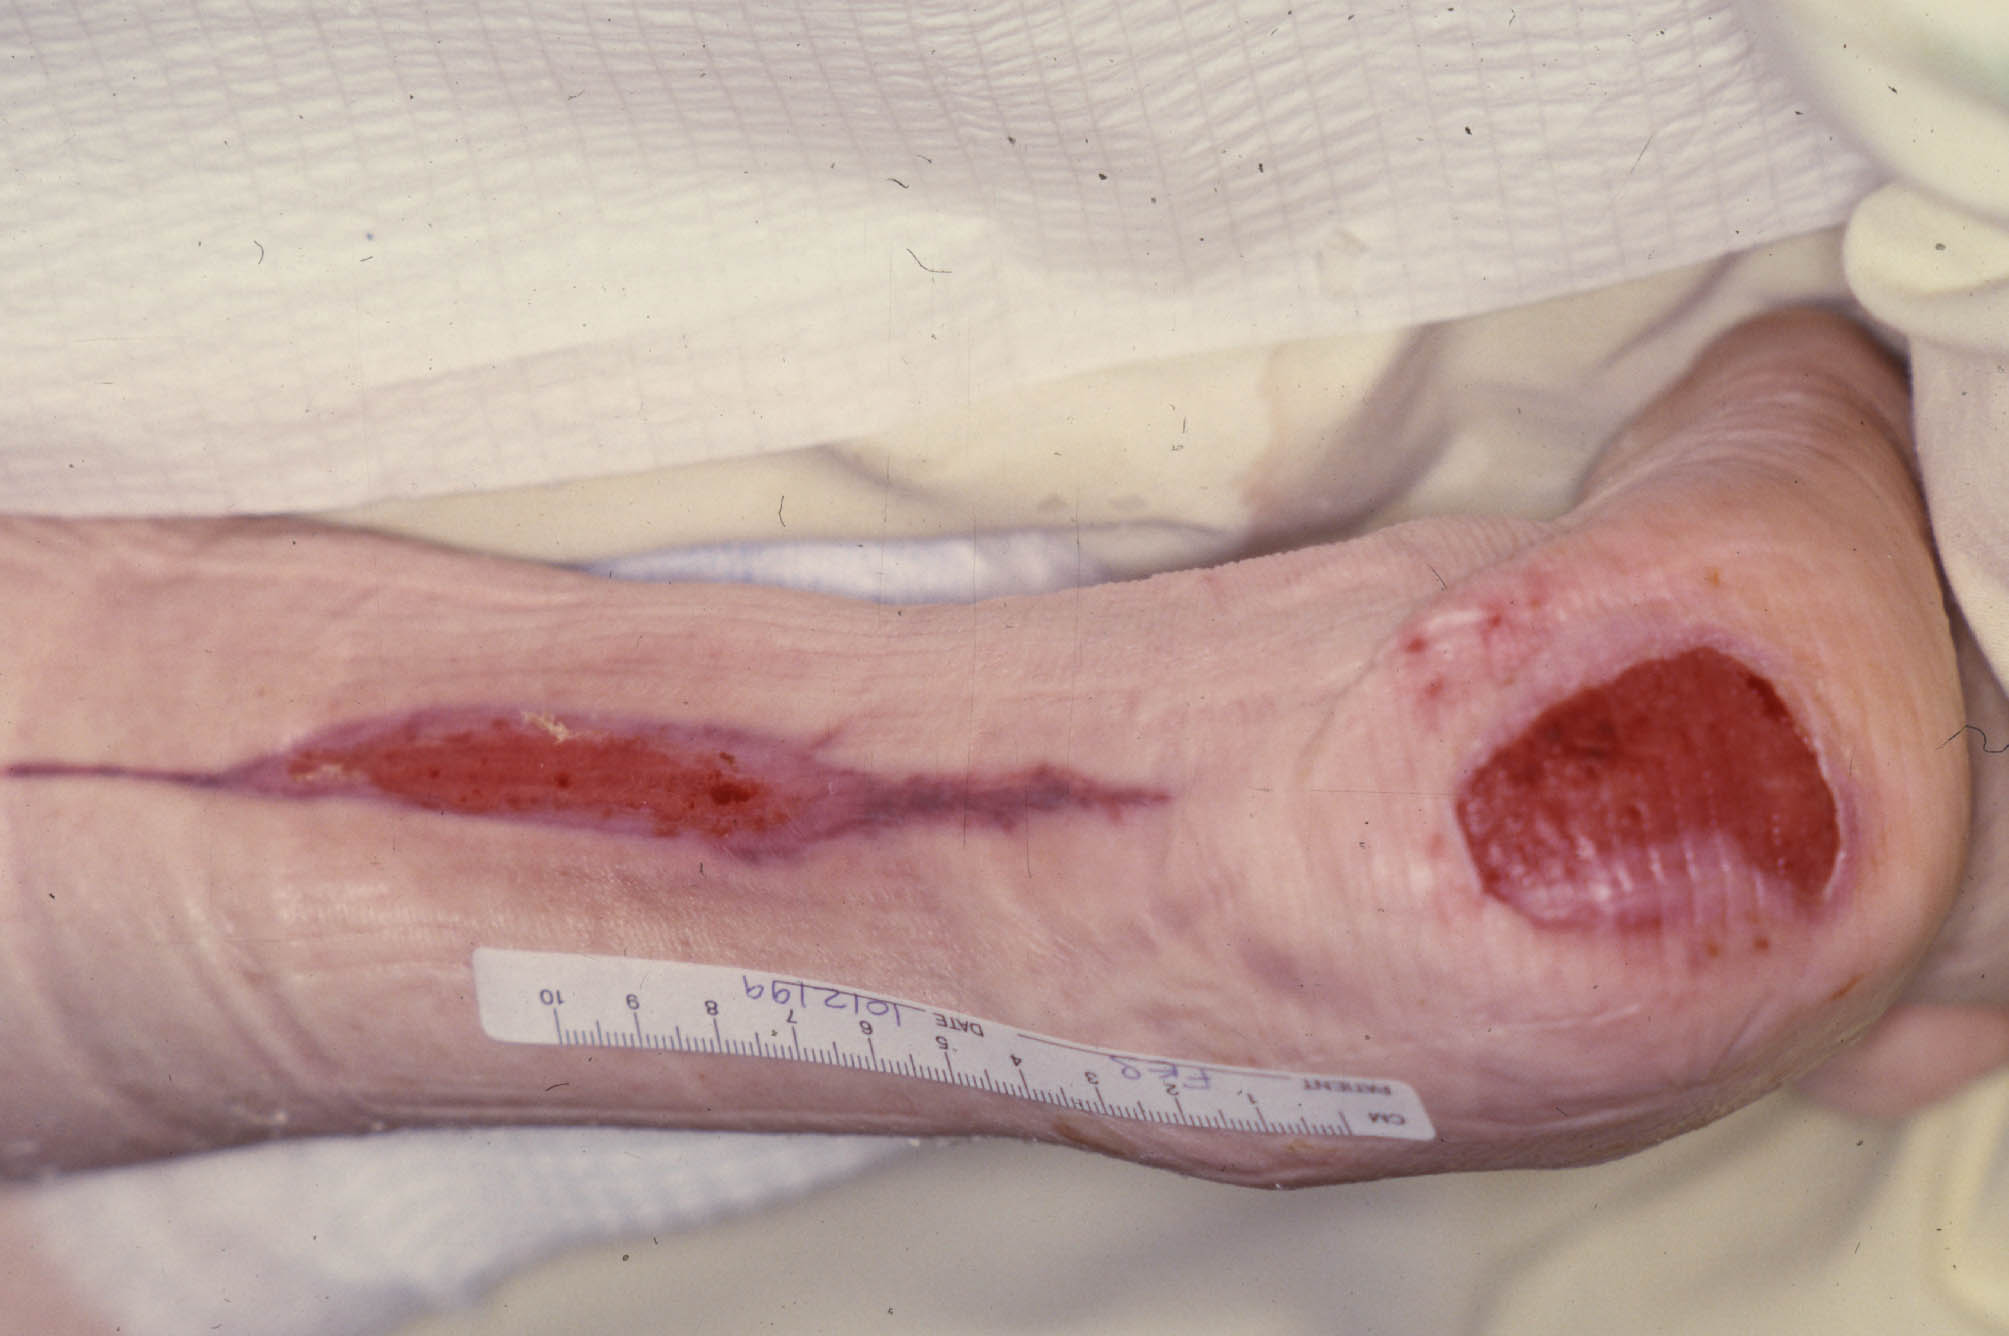 CM 1 2 3 4 5 6 7 8 9 10
PATIENT FEQ DATE 10/2/99